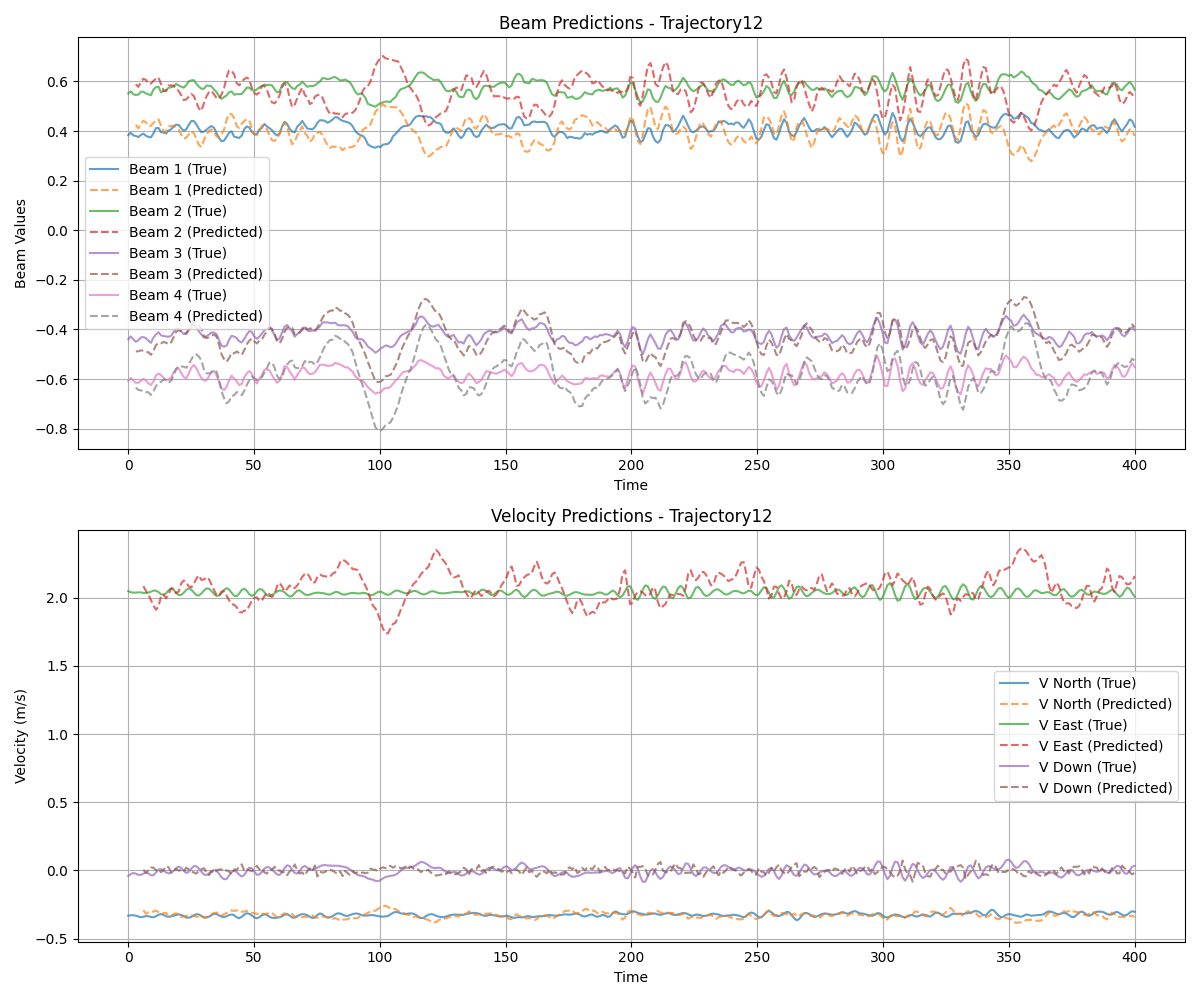 Beam Predictions - Trajectory12
Beam Values
0.6
0.4
0.2
0.0
−0.2
−0.4
−0.6
−0.8
Beam 1 (True)
Beam 1 (Predicted)
Beam 2 (True)
Beam 2 (Predicted)
Beam 3 (True)
Beam 3 (Predicted)
Beam 4 (True)
Beam 4 (Predicted)
0 50 100 150 200 250 300 350 400
Time
Velocity Predictions - Trajectory12
Velocity (m/s)
2.0
1.5
1.0
0.5
0.0
−0.5
V North (True)
V North (Predicted)
V East (True)
V East (Predicted)
V Down (True)
V Down (Predicted)
0 50 100 150 200 250 300 350 400
Time